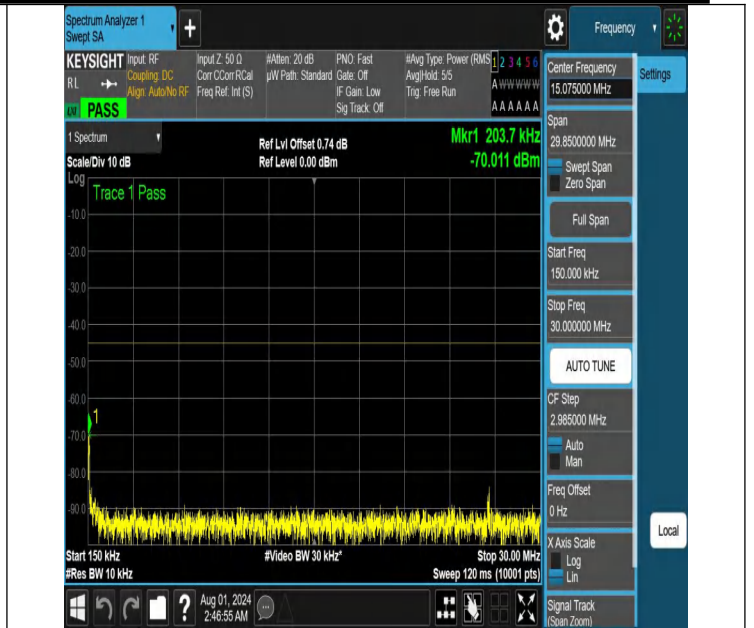 Spectrum Analyzer 1
Swept SA
+
Frequency
KEYSIGHT
RL
PASS
Input: RF
Coupling: DC
Align: Auto/No RF
Input Z: 50 Ω
Corr CCorr RCal
Freq Ref: Int (S)
#Atten: 20 dB
µW Path: Standard
PNO: Fast
Gate: Off
IF Gain: Low
Sig Track: Off
#Avg Type: Power (RMS
Avg|Hold: 5/5
Trig: Free Run
1 2 3 4 5 6
A W W W W W
A A A A A A
1 Spectrum
Scale/Div 10 dB
Ref Lvl Offset 0.74 dB
Ref Level 0.00 dBm
Mkr1 203.7 kHz
-70.011 dBm
Log
Trace 1 Pass
-10.0
-20.0
-30.0
-40.0
-50.0
-60.0
1
-70.0
-80.0
-90.0
Start 150 kHz
#Res BW 10 kHz
#Video BW 30 kHz*
Stop 30.00 MHz
Sweep 120 ms (10001 pts)
Center Frequency
15.075000 MHz
Settings
Span
29.8500000 MHz
Swept Span
Zero Span
Full Span
Start Freq
150.000 kHz
Stop Freq
30.000000 MHz
AUTO TUNE
CF Step
2.985000 MHz
Auto
Man
Freq Offset
0 Hz
X Axis Scale
Log
Lin
Local
Signal Track
(Span Zoom)
?
Aug 01, 2024
2:46:55 AM